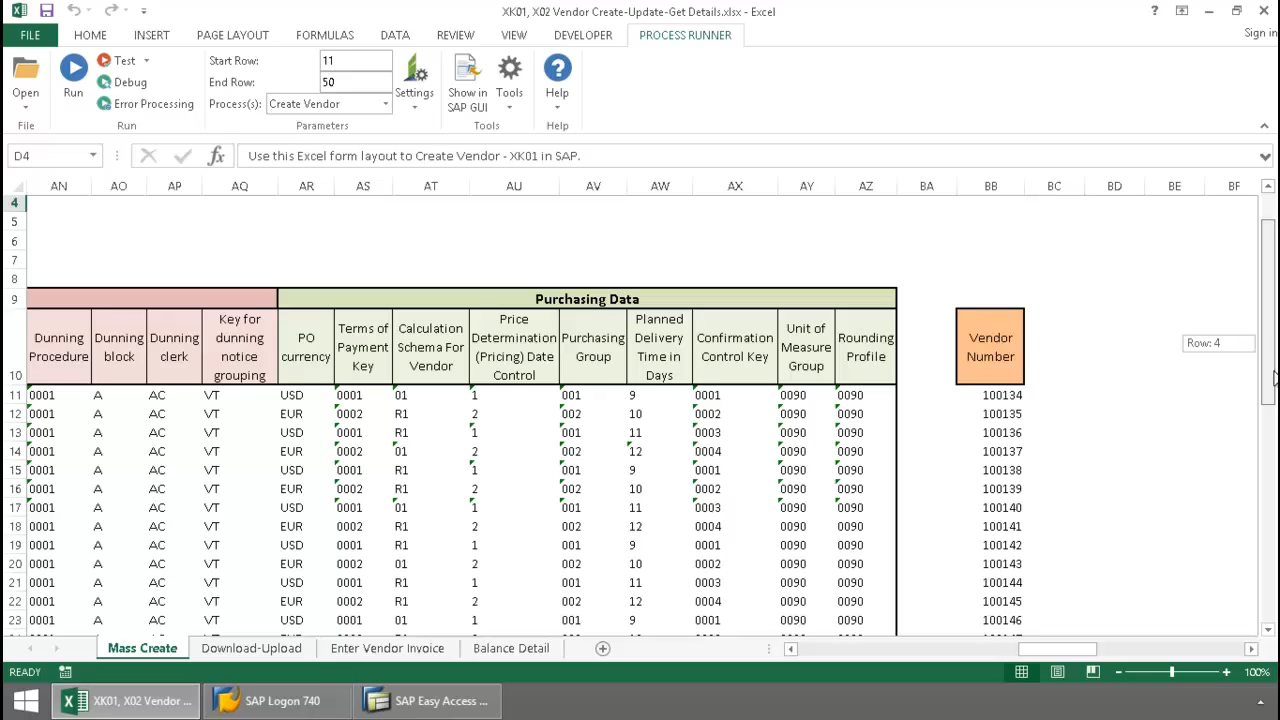 XK01, X02 Vendor Create-Update-Get Details.xlsx - Excel
?
FILE HOME INSERT PAGE LAYOUT FORMULAS DATA REVIEW VIEW DEVELOPER PROCESS RUNNER Sign in
Open
Run
Test
Debug
Error Processing
Start Row: 11
End Row: 50
Process(s): Create Vendor
Settings
Show in SAP GUI
Tools
Help
File Run Parameters Tools Help
D4 fx Use this Excel form layout to Create Vendor - XK01 in SAP.
AN AO AP AQ AR AS AT AU AV AW AX AY AZ BA BB BC BD BE BF
4
5
6
7
8
9 Purchasing Data
10 Dunning Procedure Dunning block Dunning clerk Key for dunning notice grouping PO currency Terms of Payment Key Calculation Schema For Vendor Price Determination (Pricing) Date Control Purchasing Group Planned Delivery Time in Days Confirmation Control Key Unit of Measure Group Rounding Profile Vendor Number
Row: 4
11 0001 A AC VT USD 0001 01 1 001 9 0001 0090 0090 100134
12 0001 A AC VT EUR 0002 R1 2 002 10 0002 0090 0090 100135
13 0001 A AC VT USD 0001 R1 1 001 11 0003 0090 0090 100136
14 0001 A AC VT EUR 0002 01 2 002 12 0004 0090 0090 100137
15 0001 A AC VT USD 0001 R1 1 001 9 0001 0090 0090 100138
16 0001 A AC VT EUR 0002 R1 2 002 10 0002 0090 0090 100139
17 0001 A AC VT USD 0001 01 1 001 11 0003 0090 0090 100140
18 0001 A AC VT EUR 0002 R1 2 002 12 0004 0090 0090 100141
19 0001 A AC VT USD 0001 R1 1 001 9 0001 0090 0090 100142
20 0001 A AC VT EUR 0002 01 2 002 10 0002 0090 0090 100143
21 0001 A AC VT USD 0001 R1 1 001 11 0003 0090 0090 100144
22 0001 A AC VT EUR 0002 R1 2 002 12 0004 0090 0090 100145
23 0001 A AC VT USD 0001 01 1 001 9 0001 0090 0090 100146
Mass Create Download-Upload Enter Vendor Invoice Balance Detail
READY 100%
XK01, X02 Vendor ... SAP Logon 740 SAP Easy Access ...